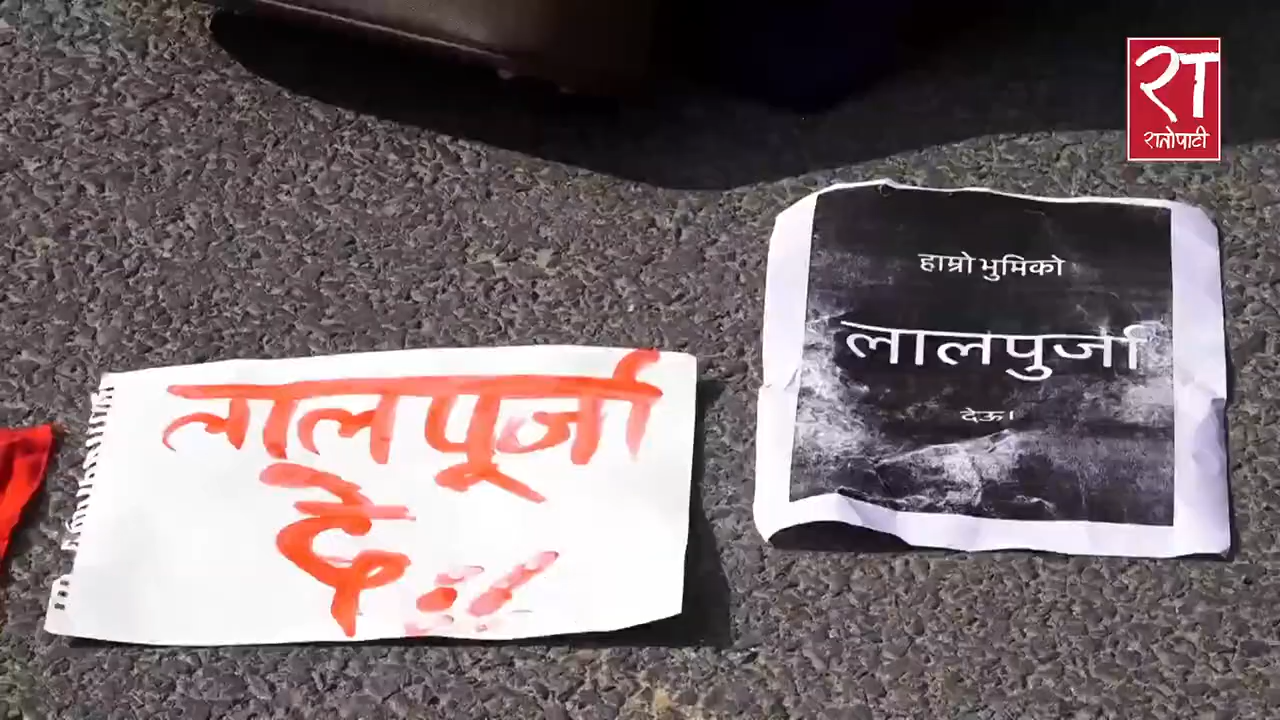 रा
रातोपाटी
हाम्रो भुमिको
लालपुर्जा
देऊ।
लालपूर्जा
दे !!